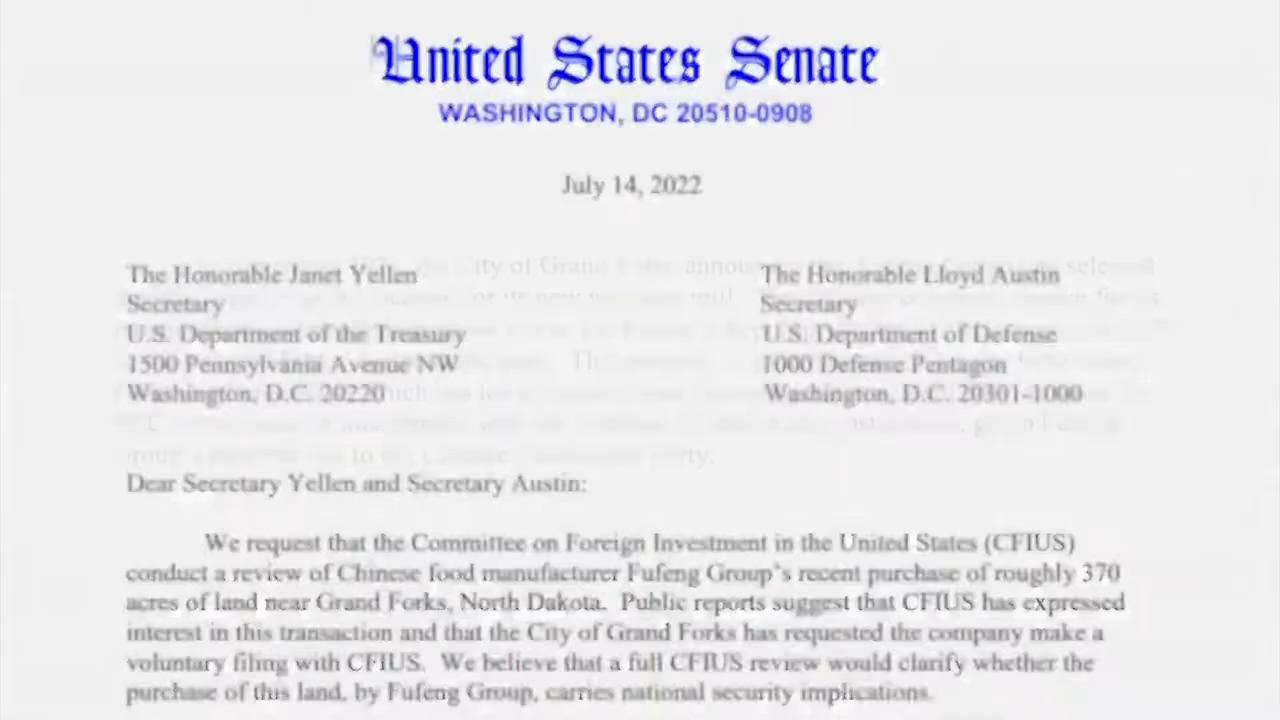 United States Senate
WASHINGTON, DC 20510-0908
July 14, 2022
The Honorable Janet Yellen
Secretary
U.S. Department of the Treasury
1500 Pennsylvania Avenue NW
Washington, D.C. 20220
The Honorable Lloyd Austin
Secretary
U.S. Department of Defense
1000 Defense Pentagon
Washington, D.C. 20301-1000
Dear Secretary Yellen and Secretary Austin:
We request that the Committee on Foreign Investment in the United States (CFIUS)
conduct a review of Chinese food manufacturer Fufeng Group's recent purchase of roughly 370
acres of land near Grand Forks, North Dakota. Public reports suggest that CFIUS has expressed
interest in this transaction and that the City of Grand Forks has requested the company make a
voluntary filing with CFIUS. We believe that a full CFIUS review would clarify whether the
purchase of this land, by Fufeng Group, carries national security implications.